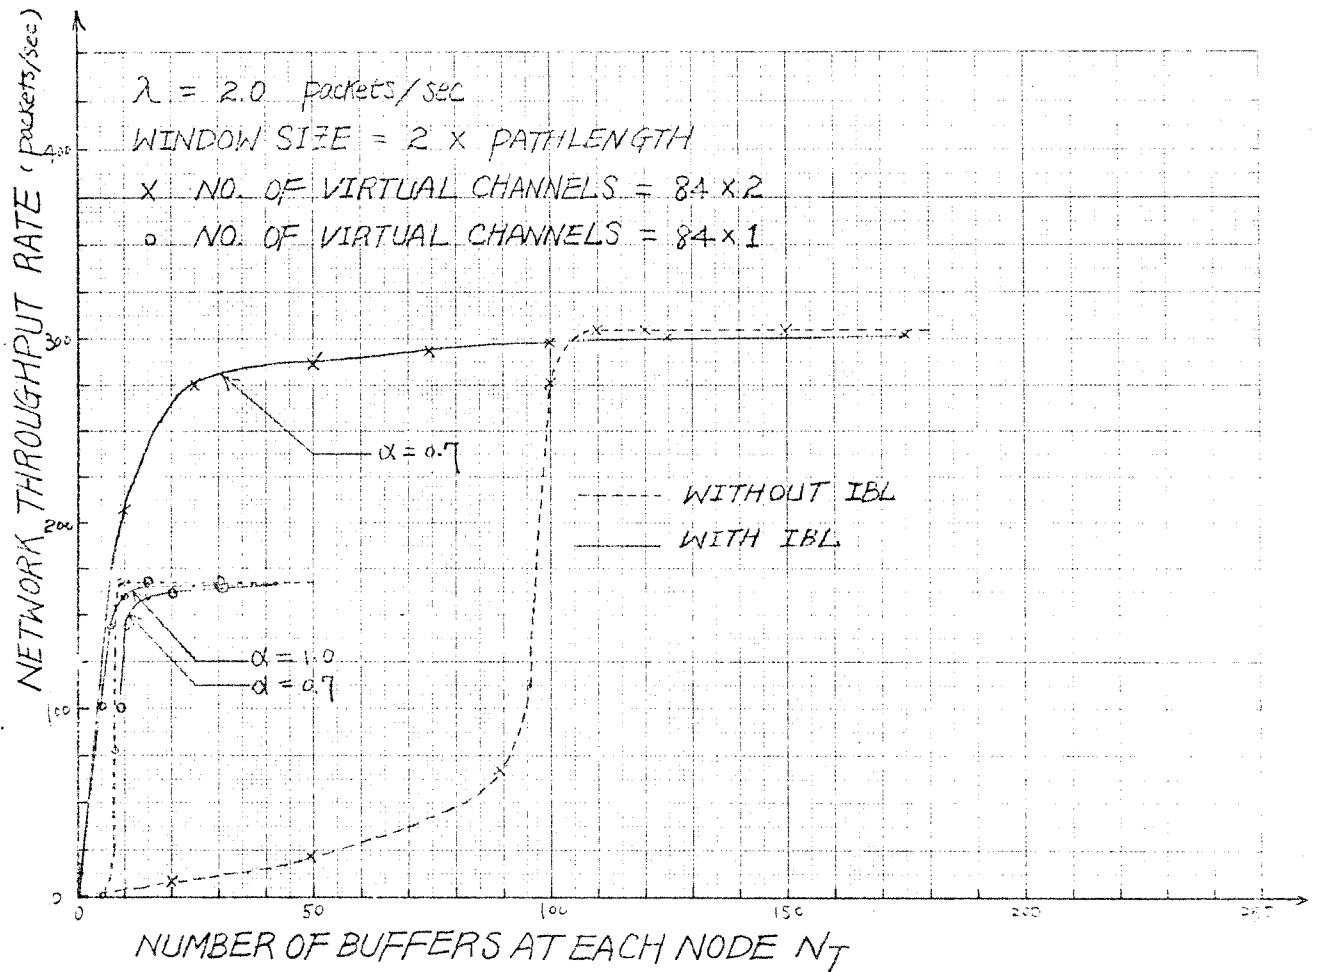 λ = 2.0 packets/sec
WINDOW SIZE = 2 × PATHLENGTH
× NO. OF VIRTUAL CHANNELS = 84 × 2
o NO. OF VIRTUAL CHANNELS = 84 × 1
NETWORK THROUGHPUT RATE (packets/sec)
400
300
200
100
0
α = 0.7
WITHOUT IBL
WITH IBL
α = 1.0
α = 0.7
0 50 100 150 200 250
NUMBER OF BUFFERS AT EACH NODE N_T